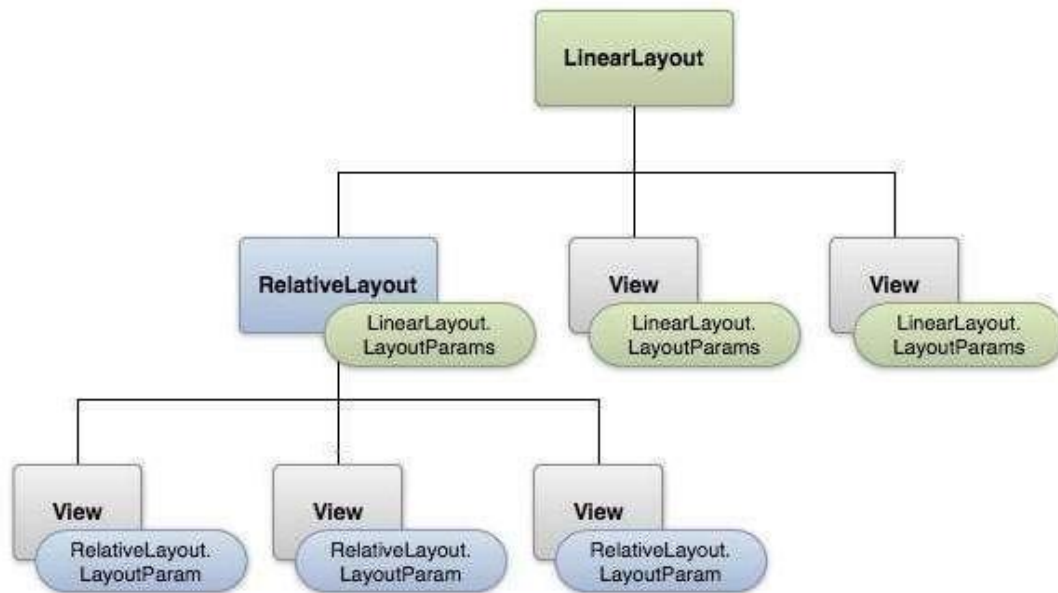 LinearLayout
RelativeLayout
LinearLayout.
LayoutParams
View
LinearLayout.
LayoutParams
View
LinearLayout.
LayoutParams
View
RelativeLayout.
LayoutParam
View
RelativeLayout.
LayoutParam
View
RelativeLayout.
LayoutParam